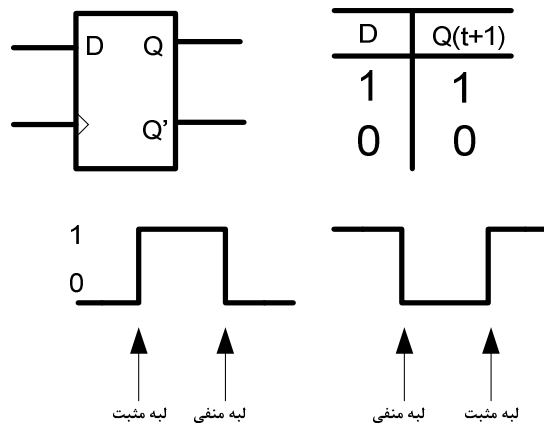 D Q
Q’
D Q(t+1)
1 1
0 0
1
0
لبه مثبت
لبه منفی
لبه منفی
لبه مثبت